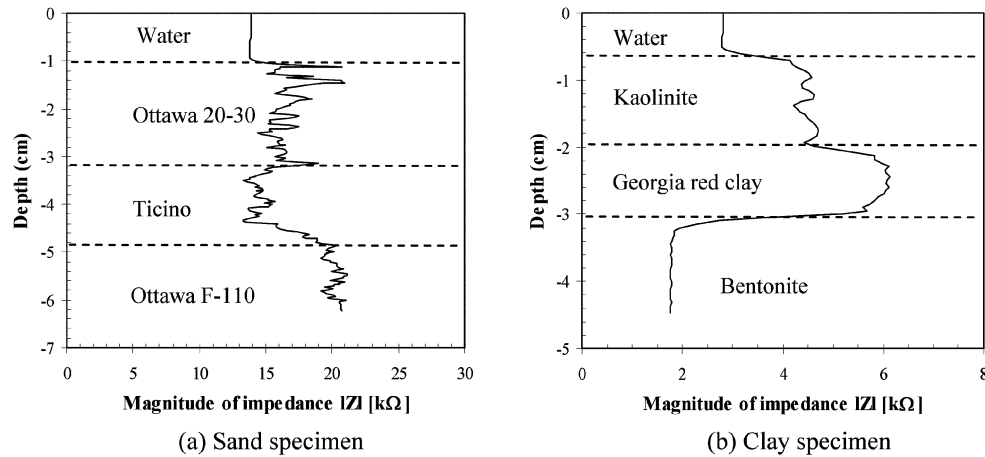 0
-1
-2
-3
-4
-5
-6
-7
Depth (cm)
Water
Ottawa 20-30
Ticino
Ottawa F-110
0 5 10 15 20 25 30
Magnitude of impedance |Z| [kΩ]
(a) Sand specimen
0
-1
-2
-3
-4
-5
Depth (cm)
Water
Kaolinite
Georgia red clay
Bentonite
0 2 4 6 8
Magnitude of impedance |Z| [kΩ]
(b) Clay specimen